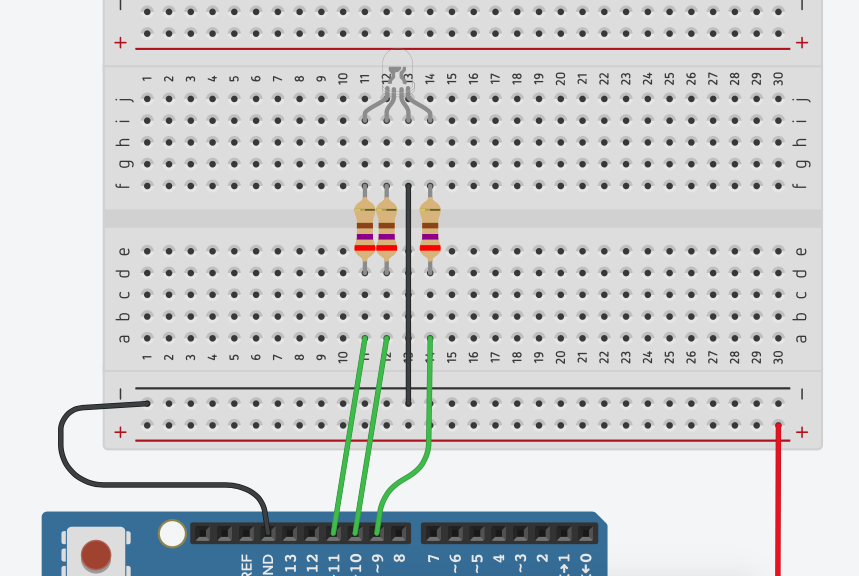 − −
+ +
1 2 3 4 5 6 7 8 9 10 11 12 13 14 15 16 17 18 19 20 21 22 23 24 25 26 27 28 29 30
j j
i i
h h
g g
f f
e e
d d
c c
b b
a a
1 2 3 4 5 6 7 8 9 10 11 12 13 14 15 16 17 18 19 20 21 22 23 24 25 26 27 28 29 30
− −
+ +
REF ND 13 12 11 ~10 ~9 8 7 ~6 ~5 4 ~3 2 →1 ←0